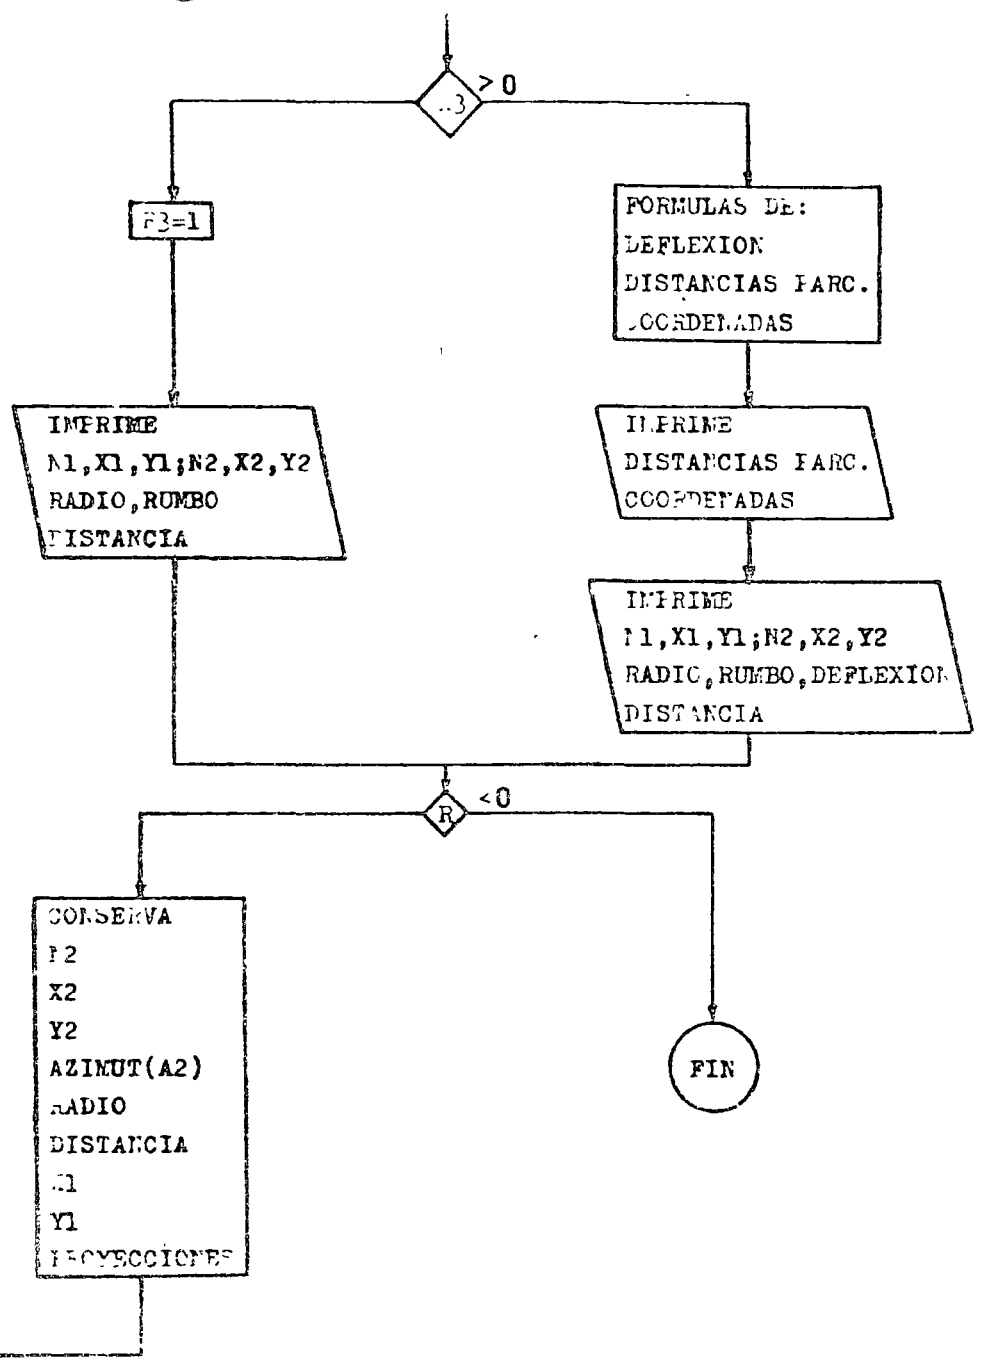 > 0
F3=1
FORMULAS DE:
DEFLEXION
DISTANCIAS PARC.
COORDENADAS
IMPRIME
N1,X1,Y1;N2,X2,Y2
RADIO,RUMBO
DISTANCIA
IMPRIME
DISTANCIAS PARC.
COORDENADAS
IMPRIME
N1,X1,Y1;N2,X2,Y2
RADIO,RUMBO,DEFLEXION
DISTANCIA
R
<0
CONSERVA
N2
X2
Y2
AZIMUT(A2)
RADIO
DISTANCIA
X1
Y1
PROYECCIONES
FIN